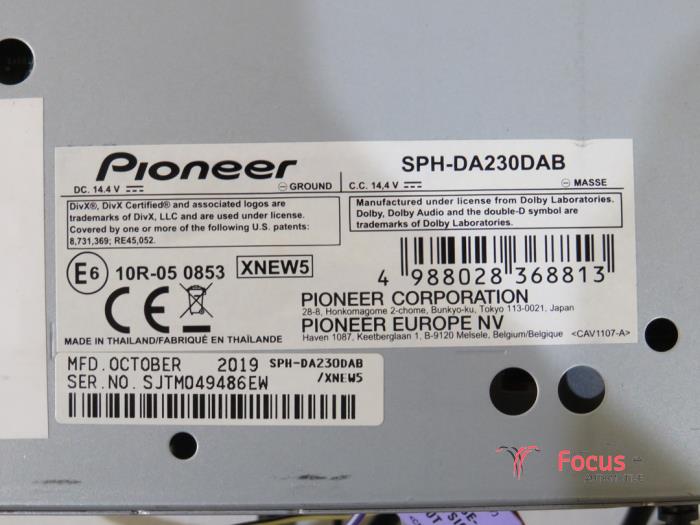 Pioneer
SPH-DA230DAB
DC. 14.4 V
GROUND
C.C. 14,4 V
MASSE
DivX®, DivX Certified® and associated logos are
trademarks of DivX, LLC and are used under license.
Covered by one or more of the following U.S. patents:
8,731,369; RE45,052.
Manufactured under license from Dolby Laboratories.
Dolby, Dolby Audio and the double-D symbol are
trademarks of Dolby Laboratories.
E6 10R-05 0853 XNEW5
4 988028 368813
CE
PIONEER CORPORATION
28-8, Honkomagome 2-chome, Bunkyo-ku, Tokyo 113-0021, Japan
PIONEER EUROPE NV
Haven 1087, Keetberglaan 1, B-9120 Melsele, Belgium/Belgique <CAV1107-A>
MADE IN THAILAND/FABRIQUÉ EN THAÏLANDE
MFD.OCTOBER 2019 SPH-DA230DAB
SER.NO.SJTM049486EW /XNEW5
Focus
AUTOMOTIVE